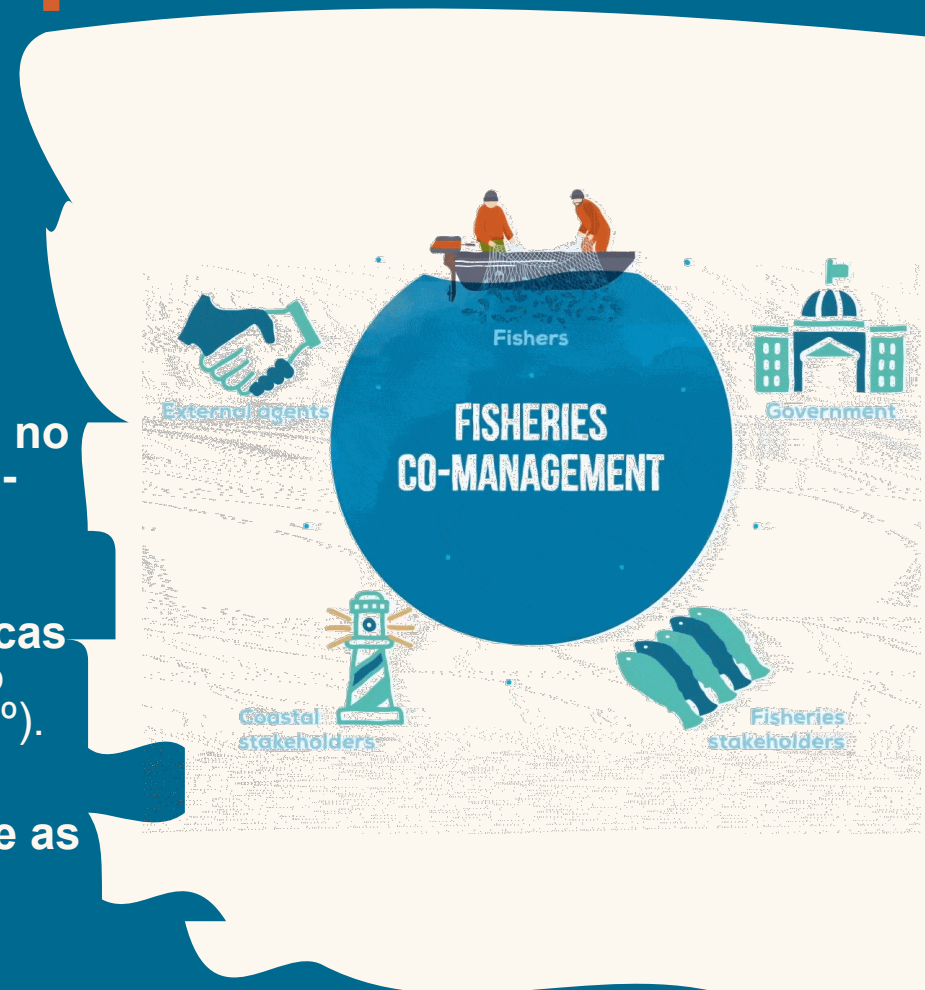 no
-
cas
º).
e as
Fishers
External agents
Government
FISHERIES
CO-MANAGEMENT
Coastal
stakeholders
Fisheries
stakeholders